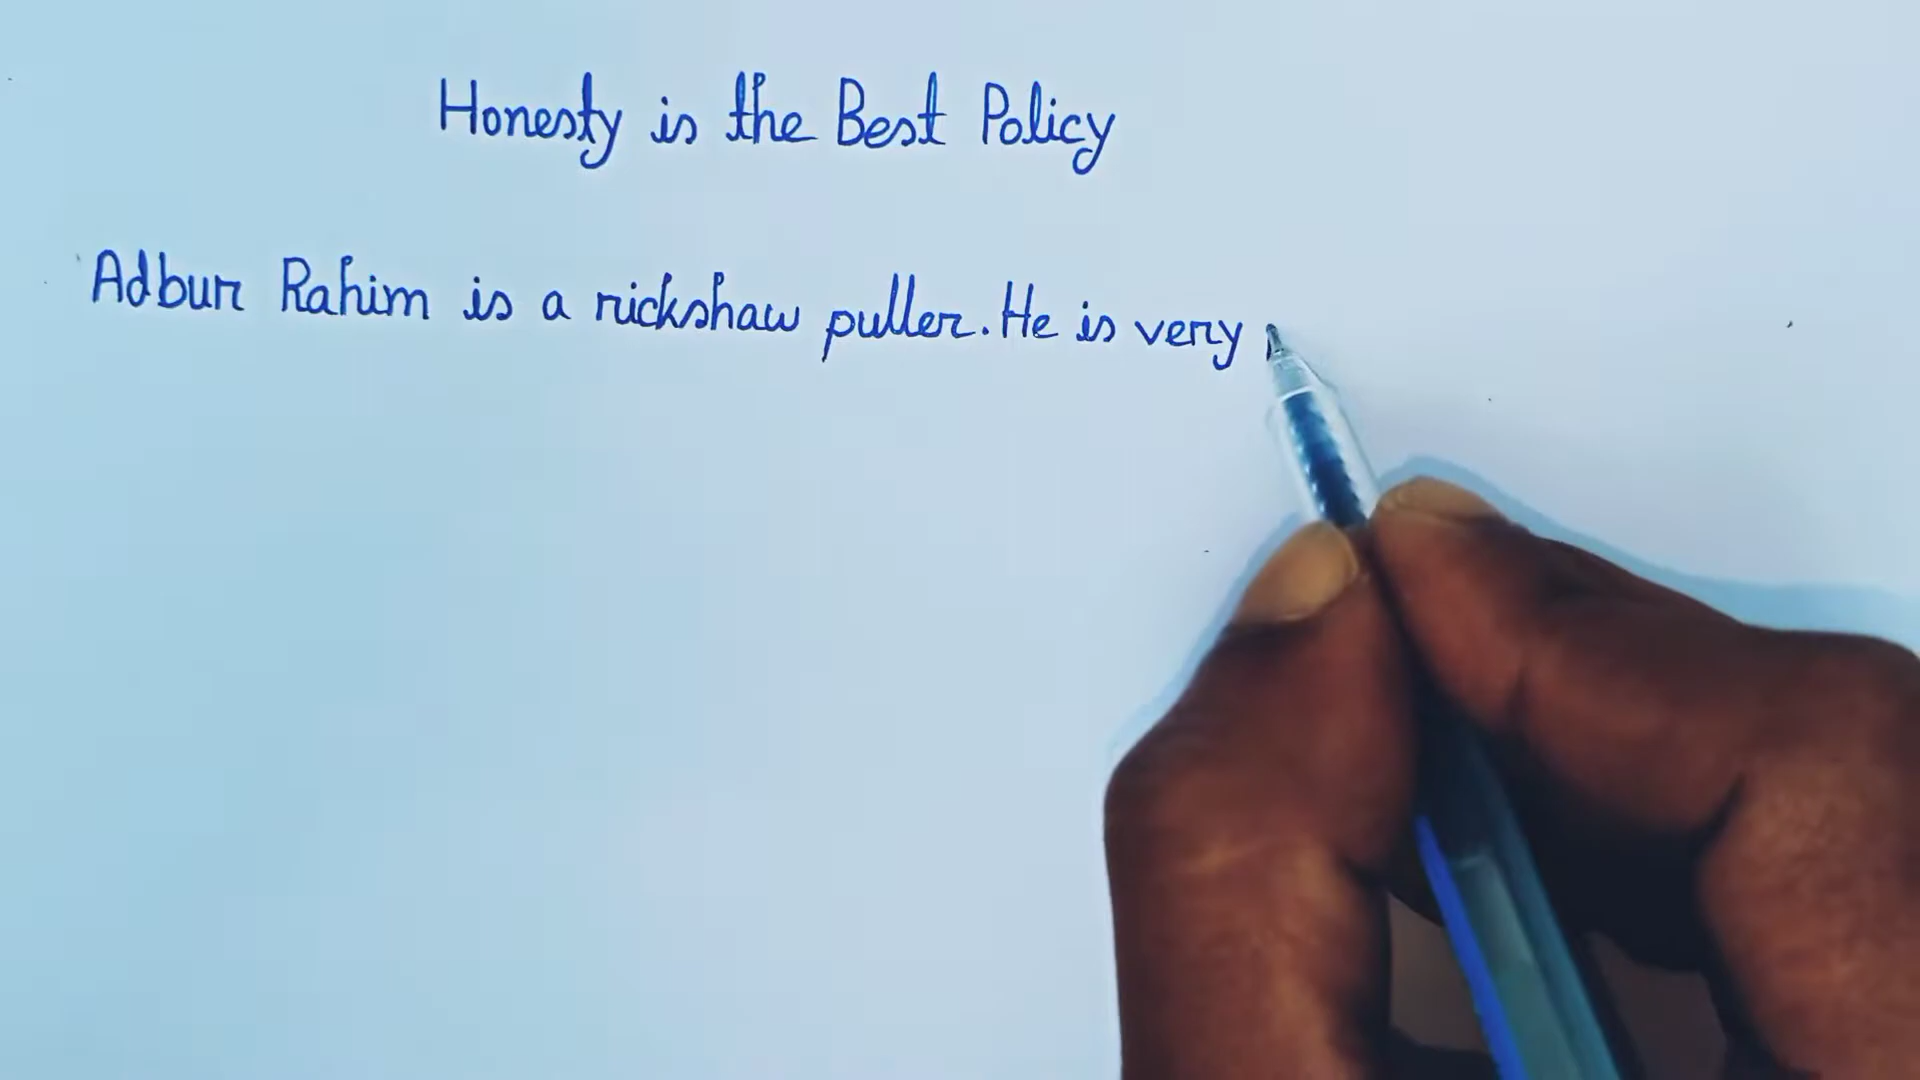 Honesty is the Best Policy
Adbur Rahim is a rickshaw puller. He is very